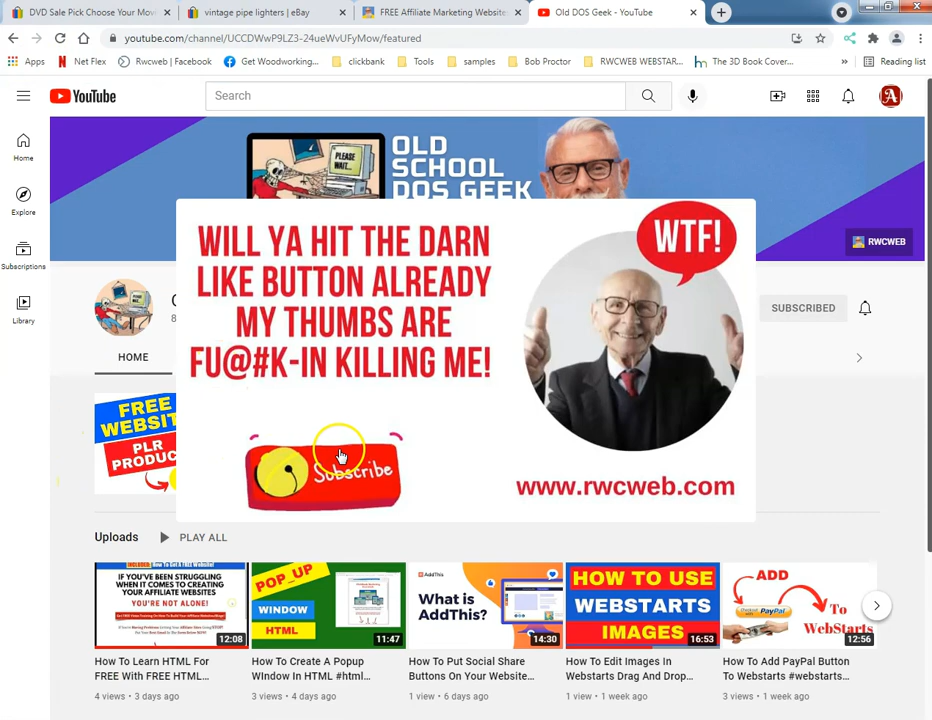 DVD Sale Pick Choose Your Movi
vintage pipe lighters | eBay
FREE Affiliate Marketing Website
Old DOS Geek - YouTube
youtube.com/channel/UCCDWwP9LZ3-24ueWvUFyMow/featured
Apps
Net Flex
Rwcweb | Facebook
Get Woodworking...
clickbank
Tools
samples
Bob Proctor
RWCWEB WEBSTAR...
The 3D Book Cover...
»
Reading list
YouTube
Search
A
Home
Explore
Subscriptions
Library
PLEASE
WAIT...
OLD
SCHOOL
DOS GEEK
RWCWEB
WILL YA HIT THE DARN
LIKE BUTTON ALREADY
MY THUMBS ARE
FU@#K-IN KILLING ME!
WTF!
Subscribe
www.rwcweb.com
SUBSCRIBED
HOME
FREE
WEBSIT
PLR
PRODUC
Uploads
PLAY ALL
INCLUDED: How To Get A FREE Website!
IF YOU'VE BEEN STRUGGLING
WHEN IT COMES TO CREATING
YOUR AFFILIATE WEBSITES
YOU'RE NOT ALONE!
12:08
How To Learn HTML For
FREE With FREE HTML...
4 views • 3 days ago
POP_UP
WINDOW
HTML
11:47
How To Create A Popup
WIndow In HTML #html...
3 views • 4 days ago
What is
AddThis?
14:30
How To Put Social Share
Buttons On Your Website...
1 view • 6 days ago
HOW TO USE
WEBSTARTS
IMAGES
16:53
How To Edit Images In
Webstarts Drag And Drop...
1 view • 1 week ago
ADD
PayPal
To
WebStarts
12:56
How To Add PayPal Button
To Webstarts #webstarts...
3 views • 1 week ago